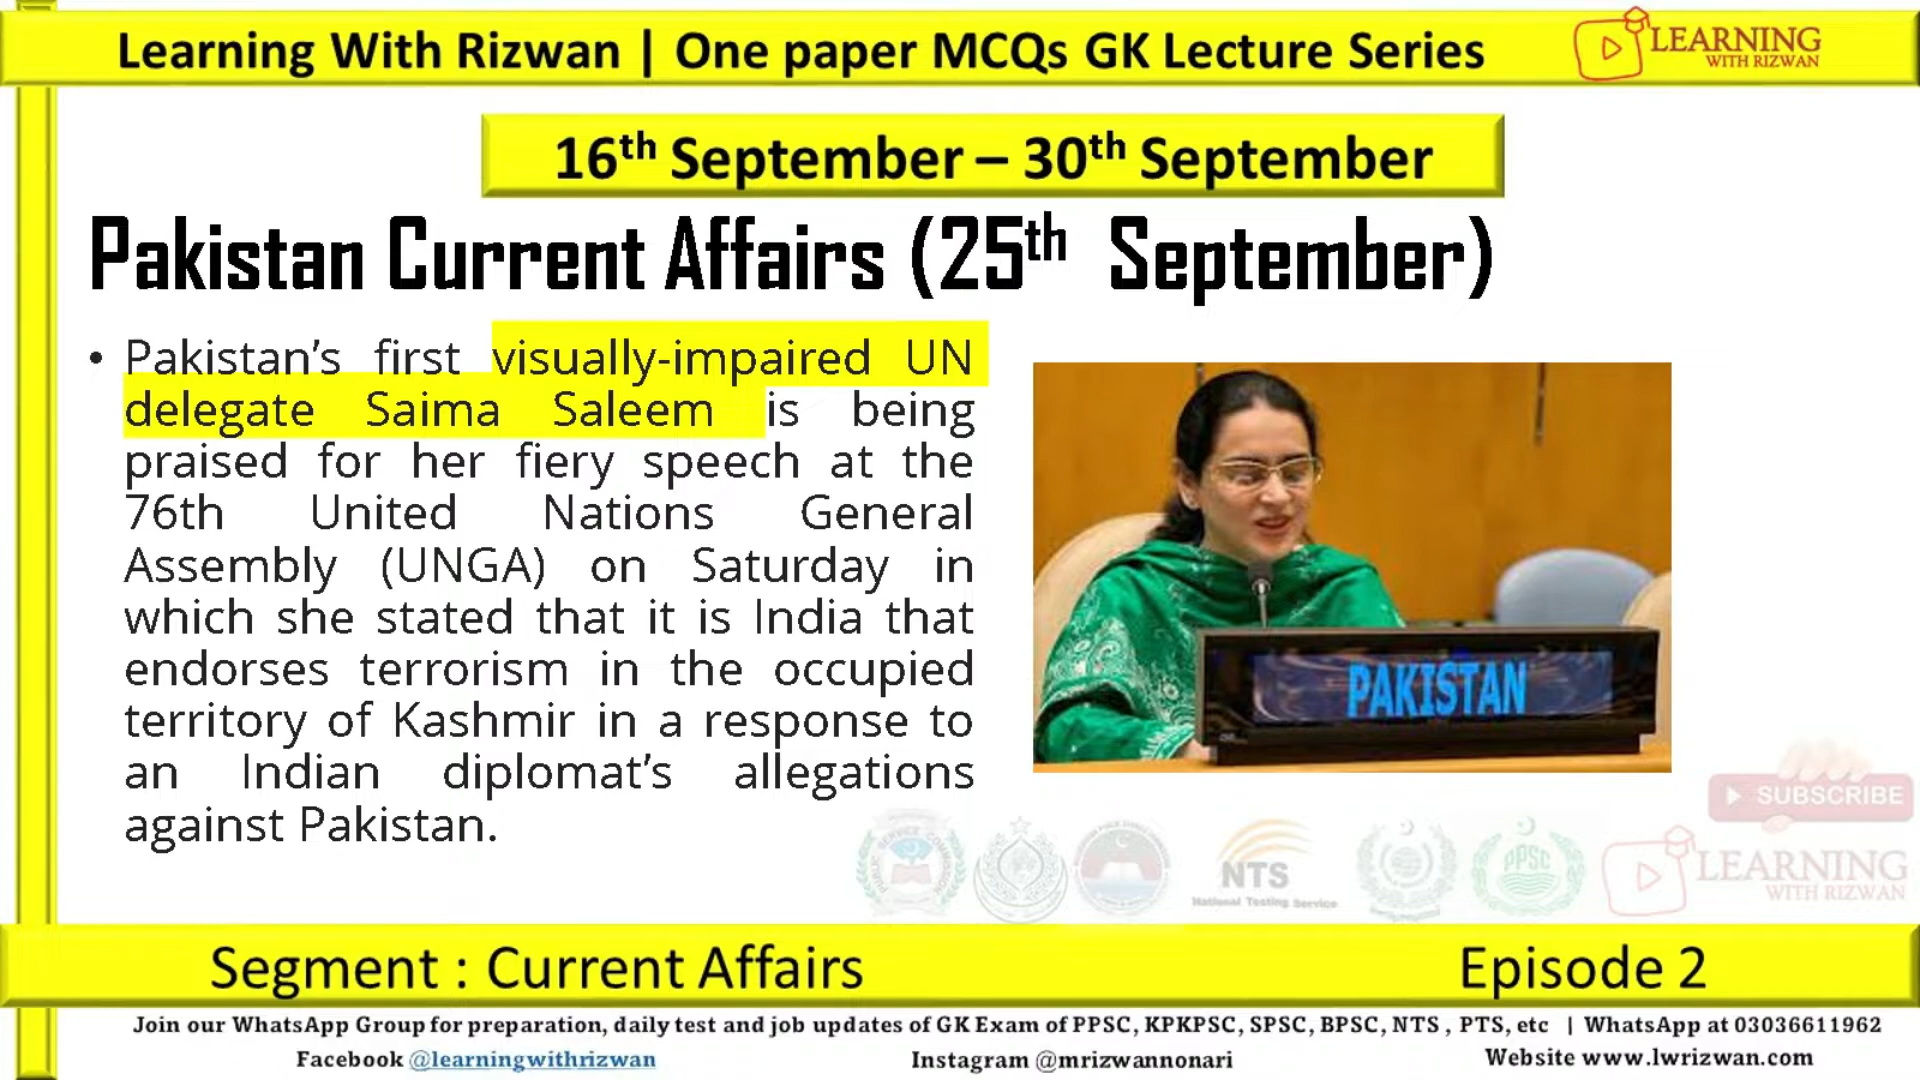 Learning With Rizwan | One paper MCQs GK Lecture Series
LEARNING
WITH RIZWAN
16th September – 30th September
Pakistan Current Affairs (25th September)
• Pakistan’s first visually-impaired UN
delegate Saima Saleem is being
praised for her fiery speech at the
76th United Nations General
Assembly (UNGA) on Saturday in
which she stated that it is India that
endorses terrorism in the occupied
territory of Kashmir in a response to
an Indian diplomat’s allegations
against Pakistan.
PAKISTAN
SUBSCRIBE
NTS
National Testing Service
PPSC
LEARNING
WITH RIZWAN
Segment : Current Affairs
Episode 2
Join our WhatsApp Group for preparation, daily test and job updates of GK Exam of PPSC, KPKPSC, SPSC, BPSC, NTS , PTS, etc | WhatsApp at 03036611962
Facebook @learningwithrizwan Instagram @mrizwannonari Website www.lwrizwan.com